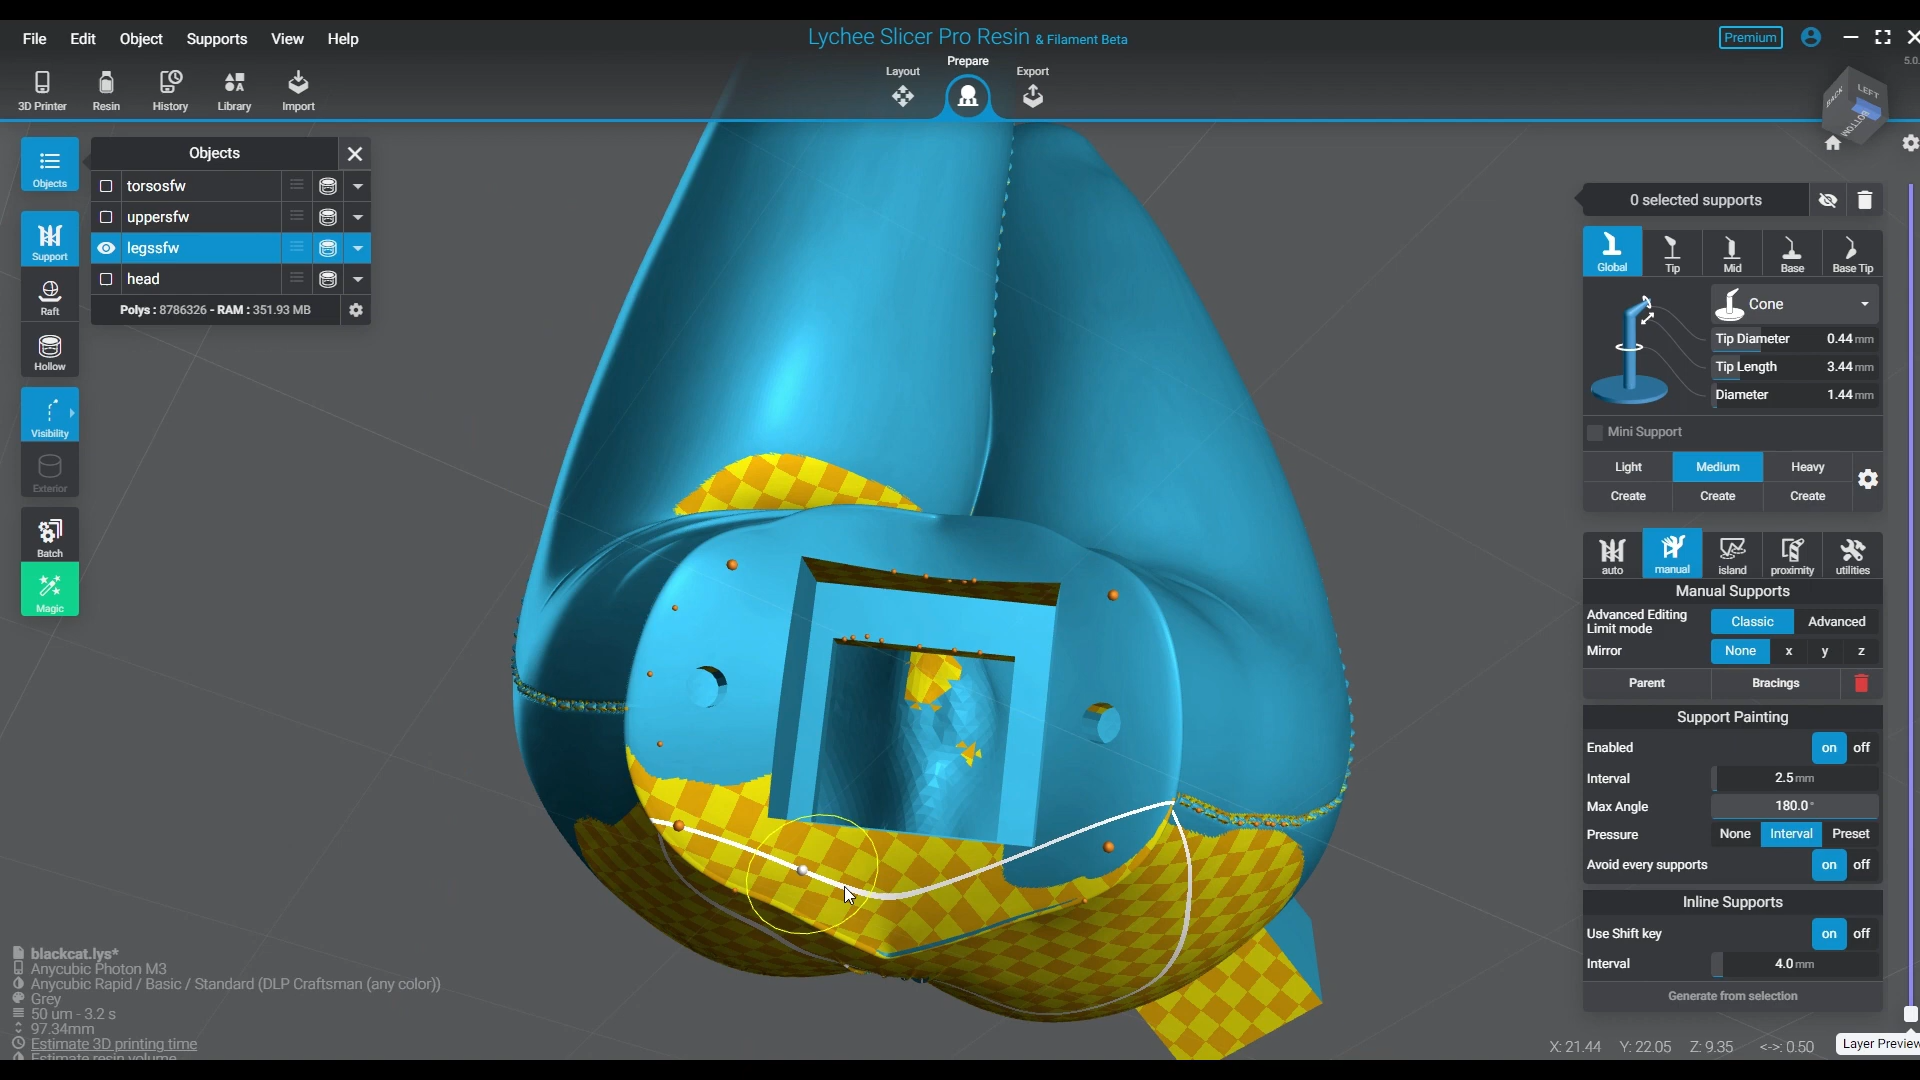 File Edit Object Supports View Help
Lychee Slicer Pro Resin & Filament Beta
Premium
5.0.
3D Printer Resin History Library Import
Layout Prepare Export
BACK LEFT BOTTOM
Objects
Support
Raft
Hollow
Visibility
Exterior
Batch
Magic
Objects
torsosfw
uppersfw
legssfw
head
Polys : 8786326 - RAM : 351.93 MB
0 selected supports
Global Tip Mid Base Base Tip
Cone
Tip Diameter 0.44 mm
Tip Length 3.44 mm
Diameter 1.44 mm
Mini Support
Light Medium Heavy
Create Create Create
auto manual island proximity utilities
Manual Supports
Advanced Editing
Limit mode
Classic Advanced
Mirror None x y z
Parent Bracings
Support Painting
Enabled on off
Interval 2.5 mm
Max Angle 180.0 °
Pressure None Interval Preset
Avoid every supports on off
Inline Supports
Use Shift key on off
Interval 4.0 mm
Generate from selection
blackcat.lys*
Anycubic Photon M3
Anycubic Rapid / Basic / Standard (DLP Craftsman (any color))
Grey
50 um - 3.2 s
97.34mm
Estimate 3D printing time
Estimate resin volume
X: 21.44 Y: 22.05 Z: 9.35 <->: 0.50
Layer Preview